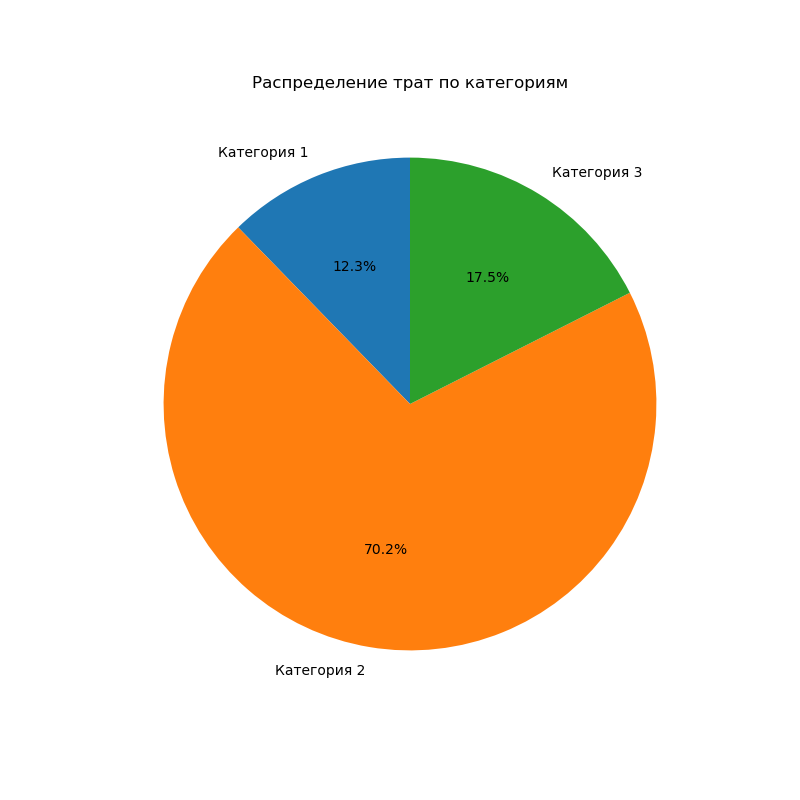 Распределение трат по категориям
Категория 1
Категория 3
12.3%
17.5%
70.2%
Категория 2